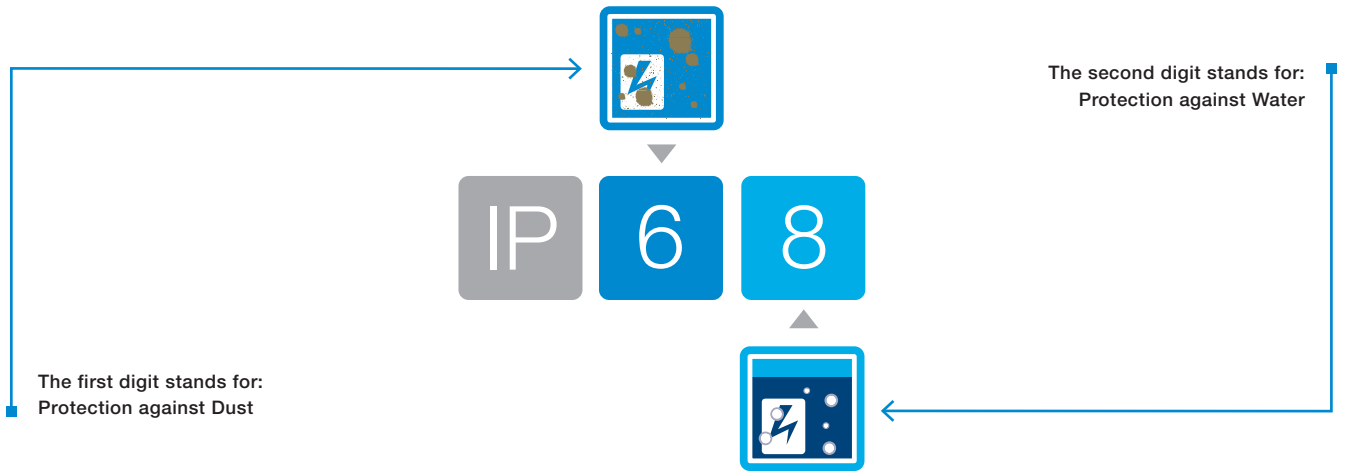 The second digit stands for:
Protection against Water
IP 6 8
The first digit stands for:
Protection against Dust